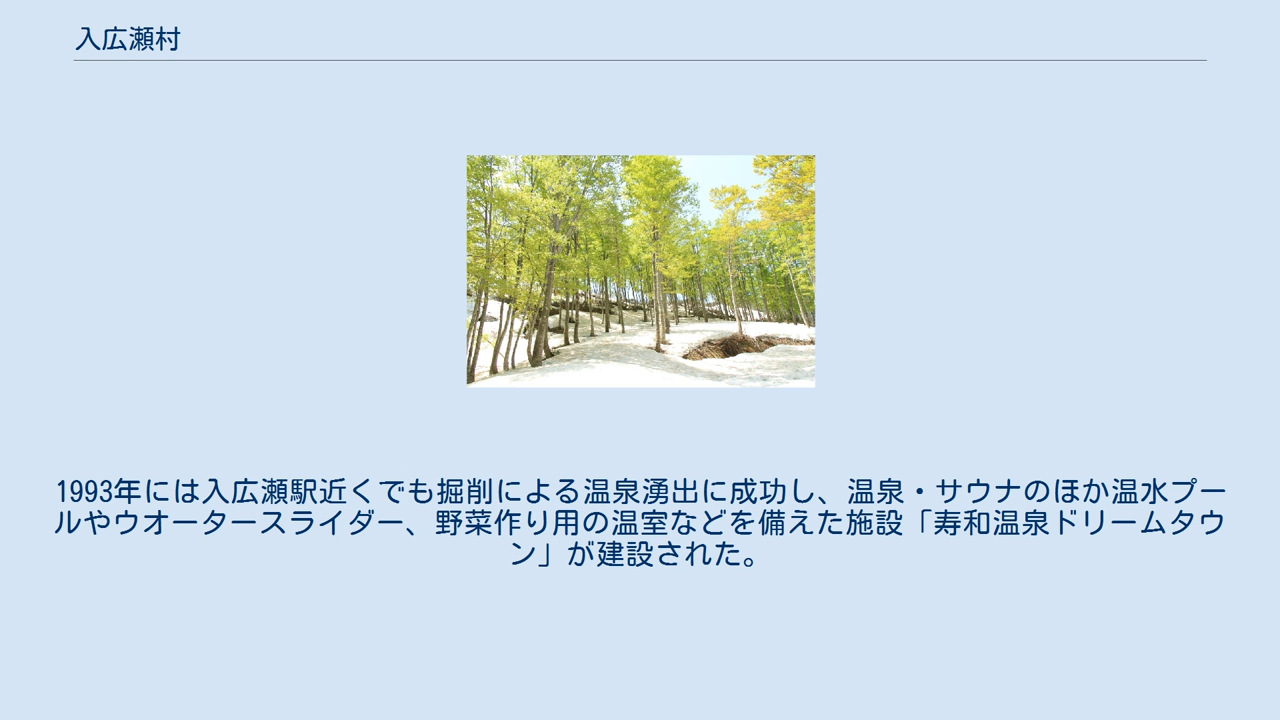 入広瀬村
1993年には入広瀬駅近くでも掘削による温泉湧出に成功し、温泉・サウナのほか温水プー
ルやウオータースライダー、野菜作り用の温室などを備えた施設「寿和温泉ドリームタウ
ン」が建設された。